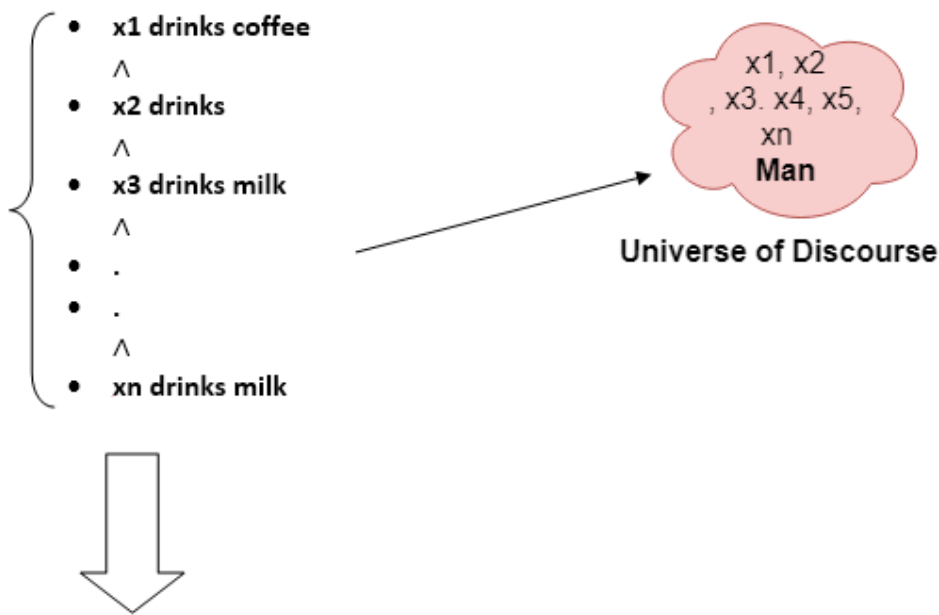 • x1 drinks coffee
∧
• x2 drinks
∧
• x3 drinks milk
∧
• .
• .
∧
• xn drinks milk
x1, x2
, x3. x4, x5,
xn
Man
Universe of Discourse